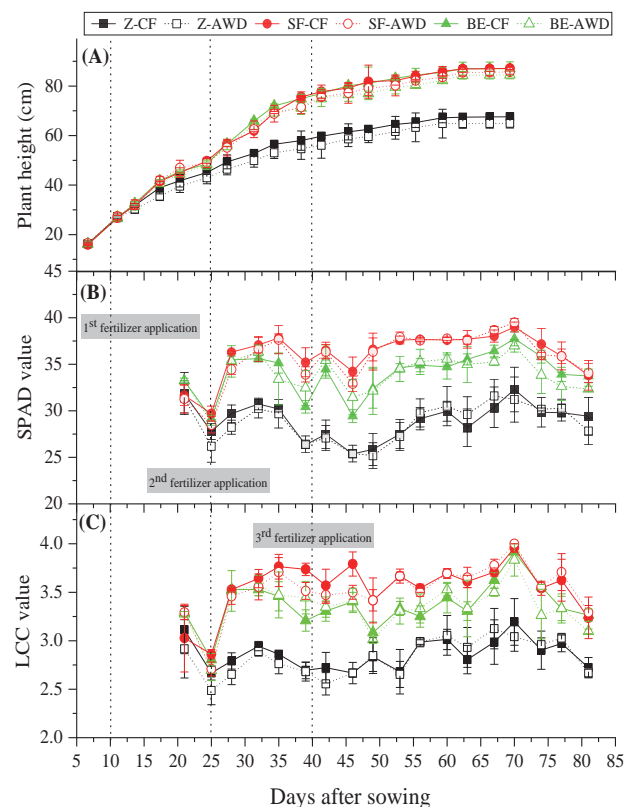 Z-CF Z-AWD SF-CF SF-AWD BE-CF BE-AWD
(A)
Plant height (cm)
80
60
40
20
(B)
SPAD value
45
40
35
30
25
20
1st fertilizer application
2nd fertilizer application
(C)
LCC value
4.0
3.5
3.0
2.5
2.0
3rd fertilizer application
5 10 15 20 25 30 35 40 45 50 55 60 65 70 75 80 85
Days after sowing